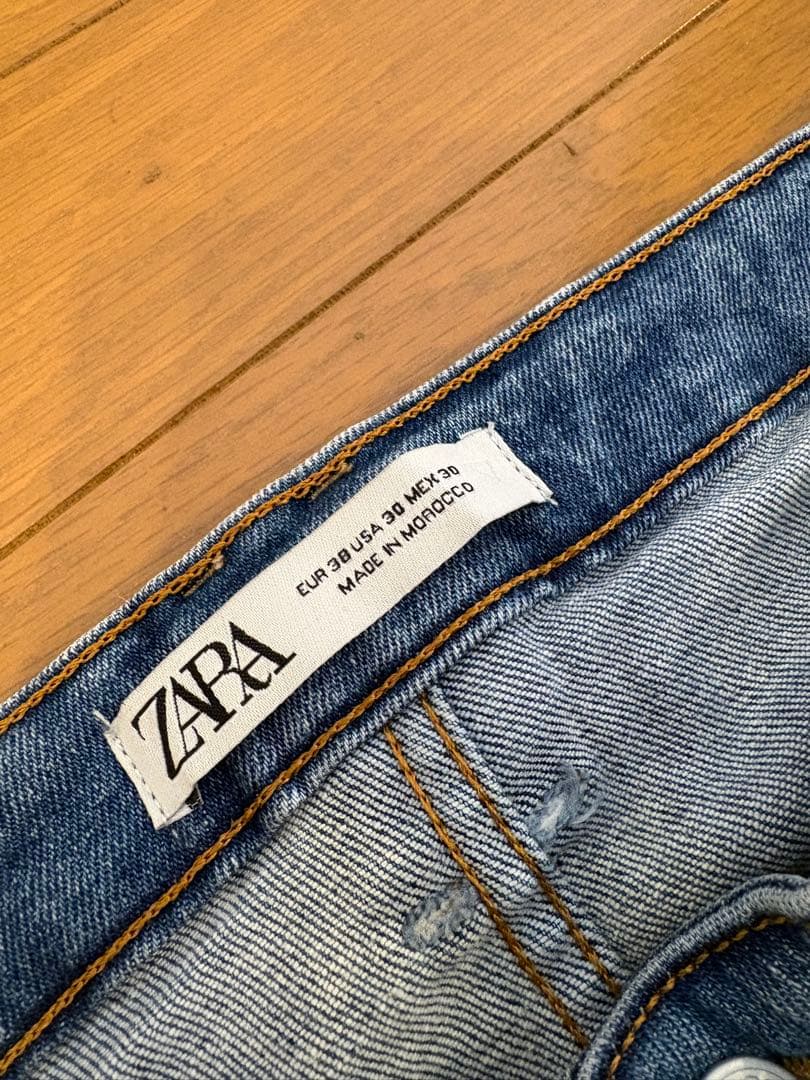 ZARA
EUR 38 USA 30 MEX 30
MADE IN MOROCCO